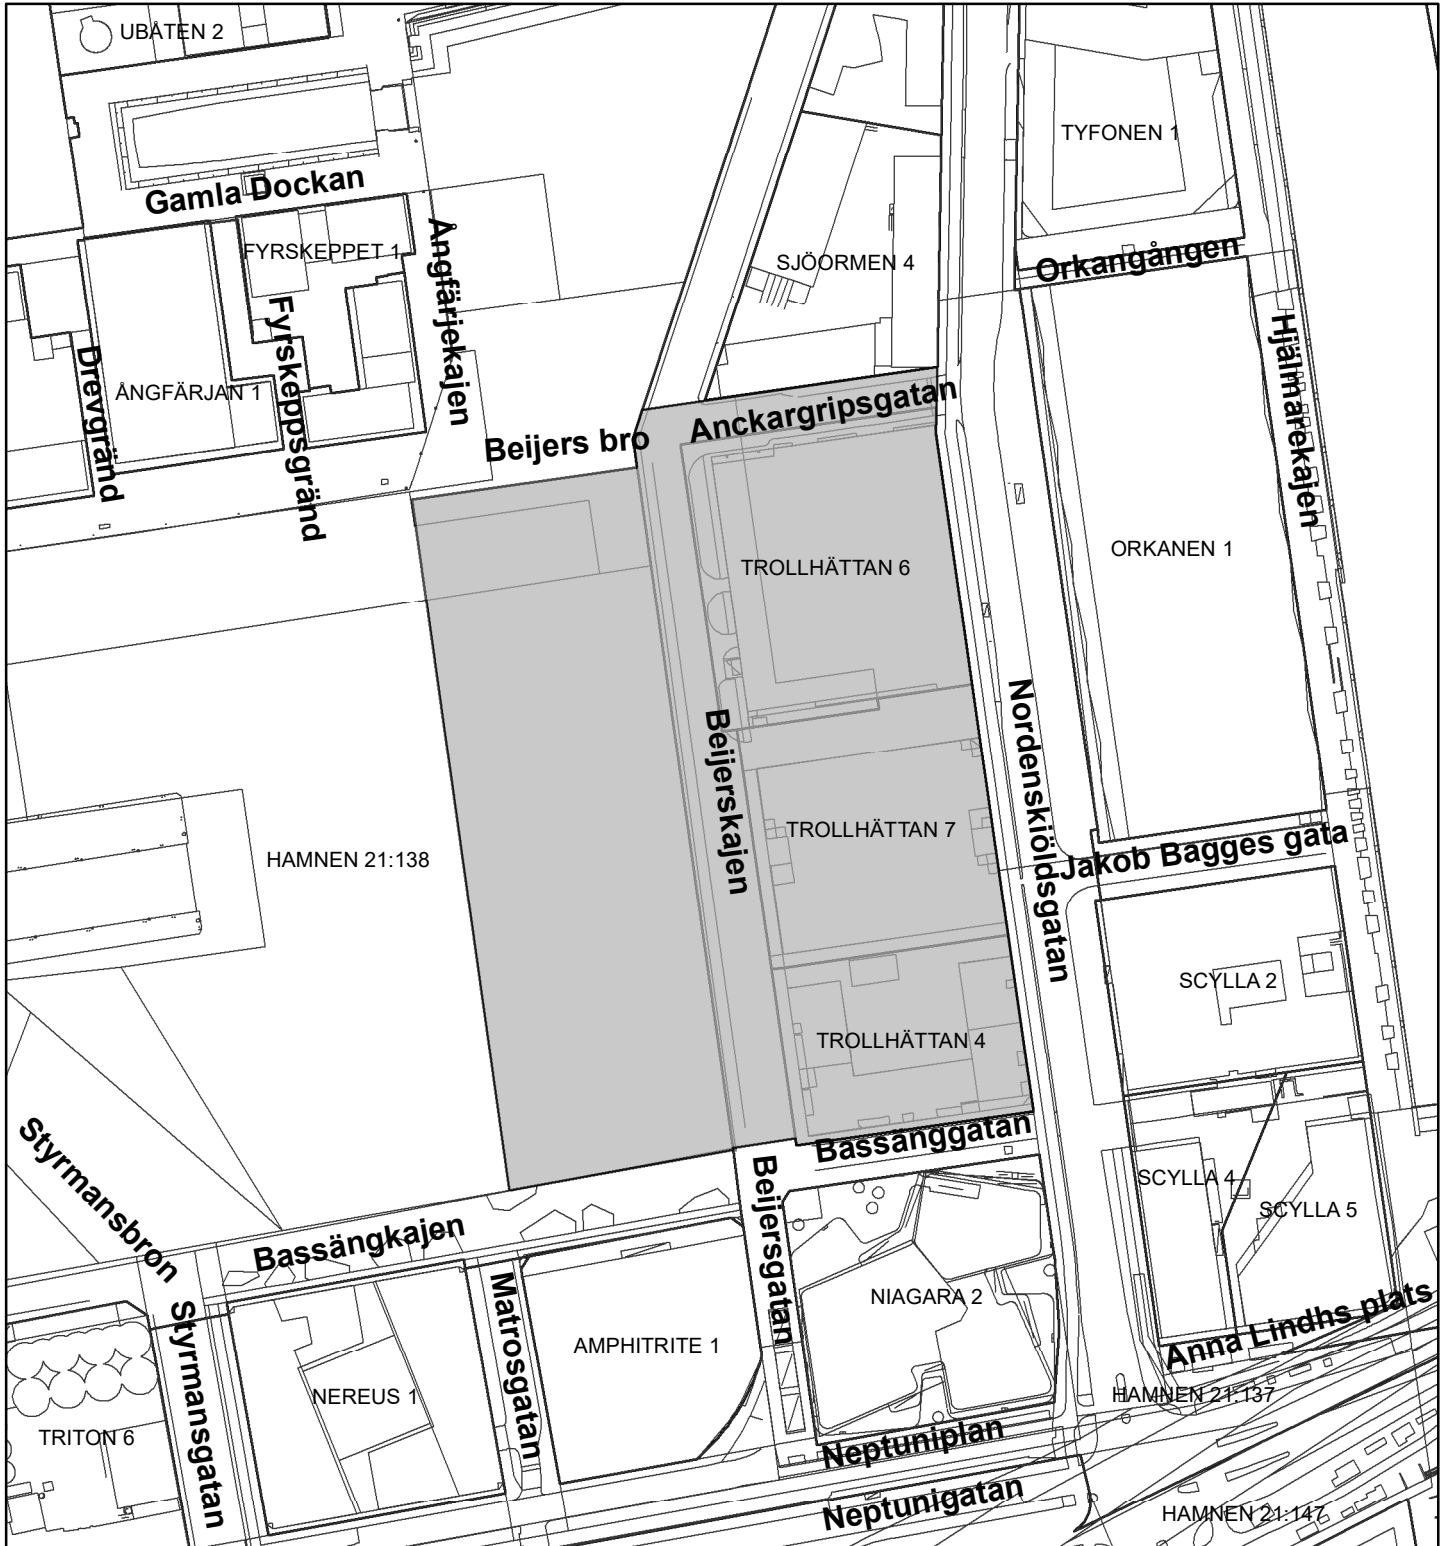 UBÅTEN 2
TYFONEN 1
Gamla Dockan
FYRSKEPPET 1
Ångfärjekajen
SJÖORMEN 4
Orkangången
Hjälmarekajen
Drevgränd
ÅNGFÄRJAN 1
Fyrskeppsgränd
Beijers bro
Anckargripsgatan
TROLLHÄTTAN 6
ORKANEN 1
Beijerskajen
Nordenskiöldsgatan
TROLLHÄTTAN 7
Jakob Bagges gata
HAMNEN 21:138
SCYLLA 2
TROLLHÄTTAN 4
Styrmansbron
Bassängkajen
Bassänggatan
Beijersgatan
SCYLLA 4
SCYLLA 5
Styrmansgatan
Matrosgatan
NIAGARA 2
Anna Lindhs plats
AMPHITRITE 1
NEREUS 1
HAMNEN 21:137
TRITON 6
Neptuniplan
Neptunigatan
HAMNEN 21:147